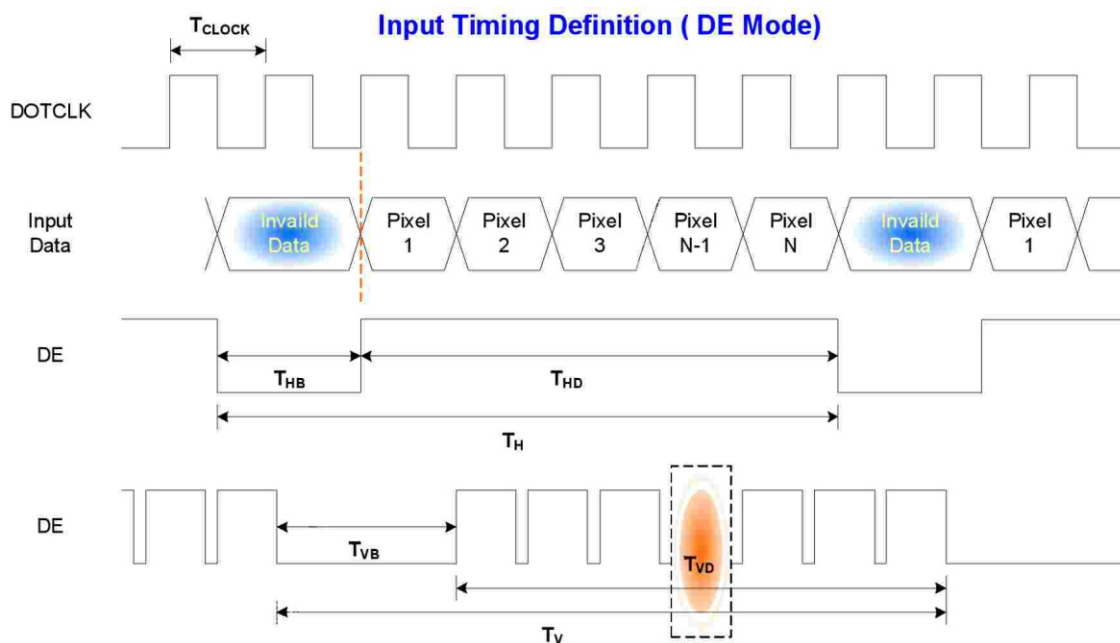 Input Timing Definition ( DE Mode)
TCLOCK
DOTCLK
Input
Data
Invaild
Data
Pixel
1
Pixel
2
Pixel
3
Pixel
N-1
Pixel
N
Invaild
Data
Pixel
1
DE
THB
THD
TH
DE
TVB
TVD
TV